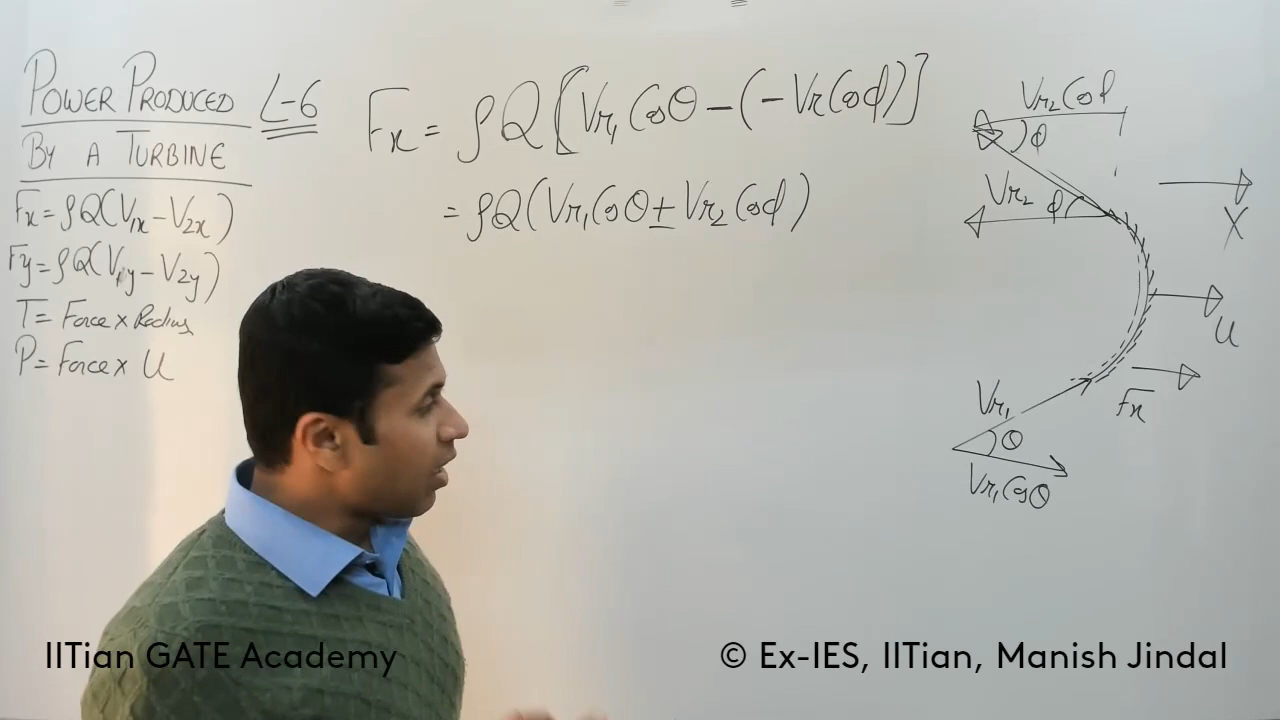 POWER PRODUCED
BY A TURBINE
L-6
Fx = ρQ(V1x - V2x)
Fy = ρQ(V1y - V2y)
T = Force × Radius
P = Force × U
Fx = ρQ[Vr1 Cosθ - (-Vr Cosϕ)]
= ρQ(Vr1 Cosθ ± Vr2 Cosϕ)
Vr2 Cosϕ
ϕ
Vr2 ϕ
X
U
Fx
Vr1
θ
Vr1 Cosθ
IITian GATE Academy
© Ex-IES, IITian, Manish Jindal